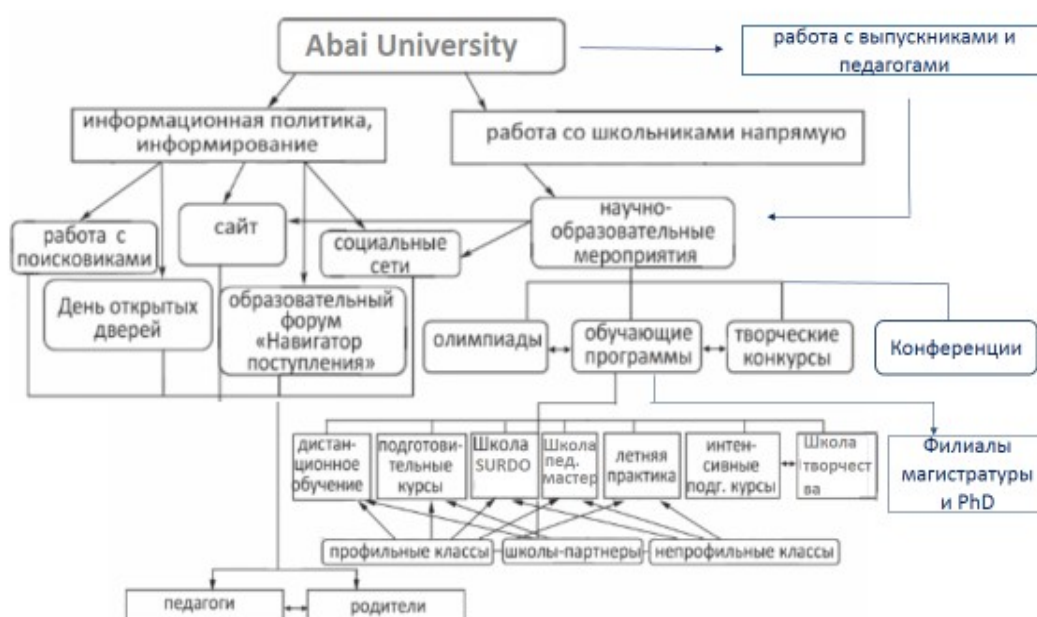 Abai University
работа с выпускниками и
педагогами
информационная политика,
информирование
работа со школьниками напрямую
работа с
поисковиками
сайт
социальные
сети
научно-
образовательные
мероприятия
День открытых
дверей
образовательный
форум
«Навигатор
поступления»
олимпиады
обучающие
программы
творческие
конкурсы
Конференции
дистан-
ционное
обучение
подготови-
тельные
курсы
Школа
SURDO
Школа
пед.
мастер
летняя
практика
интен-
сивные
подг. курсы
Школа
творчест
ва
Филиалы
магистратуры
и PhD
профильные классы
школы-партнеры
непрофильные классы
педагоги
родители